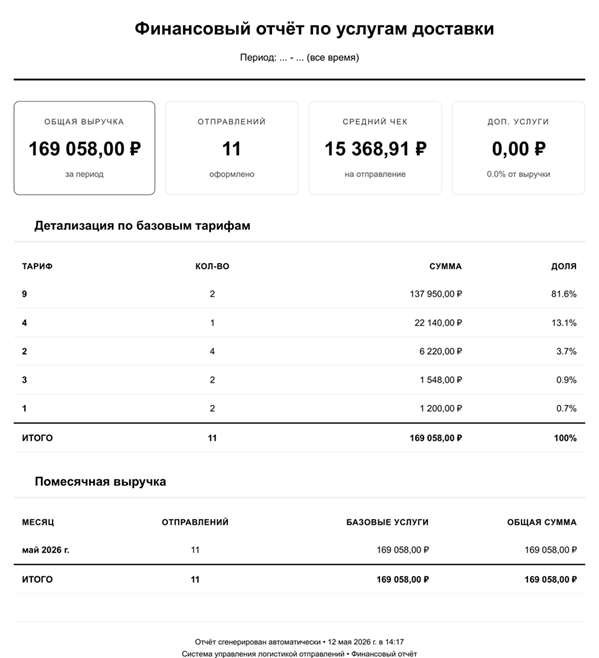 Финансовый отчёт по услугам доставки
Период: ... - ... (все время)
ОБЩАЯ ВЫРУЧКА
169 058,00 ₽
за период
ОТПРАВЛЕНИЙ
11
оформлено
СРЕДНИЙ ЧЕК
15 368,91 ₽
на отправление
ДОП. УСЛУГИ
0,00 ₽
0.0% от выручки
Детализация по базовым тарифам
ТАРИФ КОЛ-ВО СУММА ДОЛЯ
9 2 137 950,00 ₽ 81.6%
4 1 22 140,00 ₽ 13.1%
2 4 6 220,00 ₽ 3.7%
3 2 1 548,00 ₽ 0.9%
1 2 1 200,00 ₽ 0.7%
ИТОГО 11 169 058,00 ₽ 100%
Помесячная выручка
МЕСЯЦ ОТПРАВЛЕНИЙ БАЗОВЫЕ УСЛУГИ ОБЩАЯ СУММА
май 2026 г. 11 169 058,00 ₽ 169 058,00 ₽
ИТОГО 11 169 058,00 ₽ 169 058,00 ₽
Отчёт сгенерирован автоматически • 12 мая 2026 г. в 14:17
Система управления логистикой отправлений • Финансовый отчёт